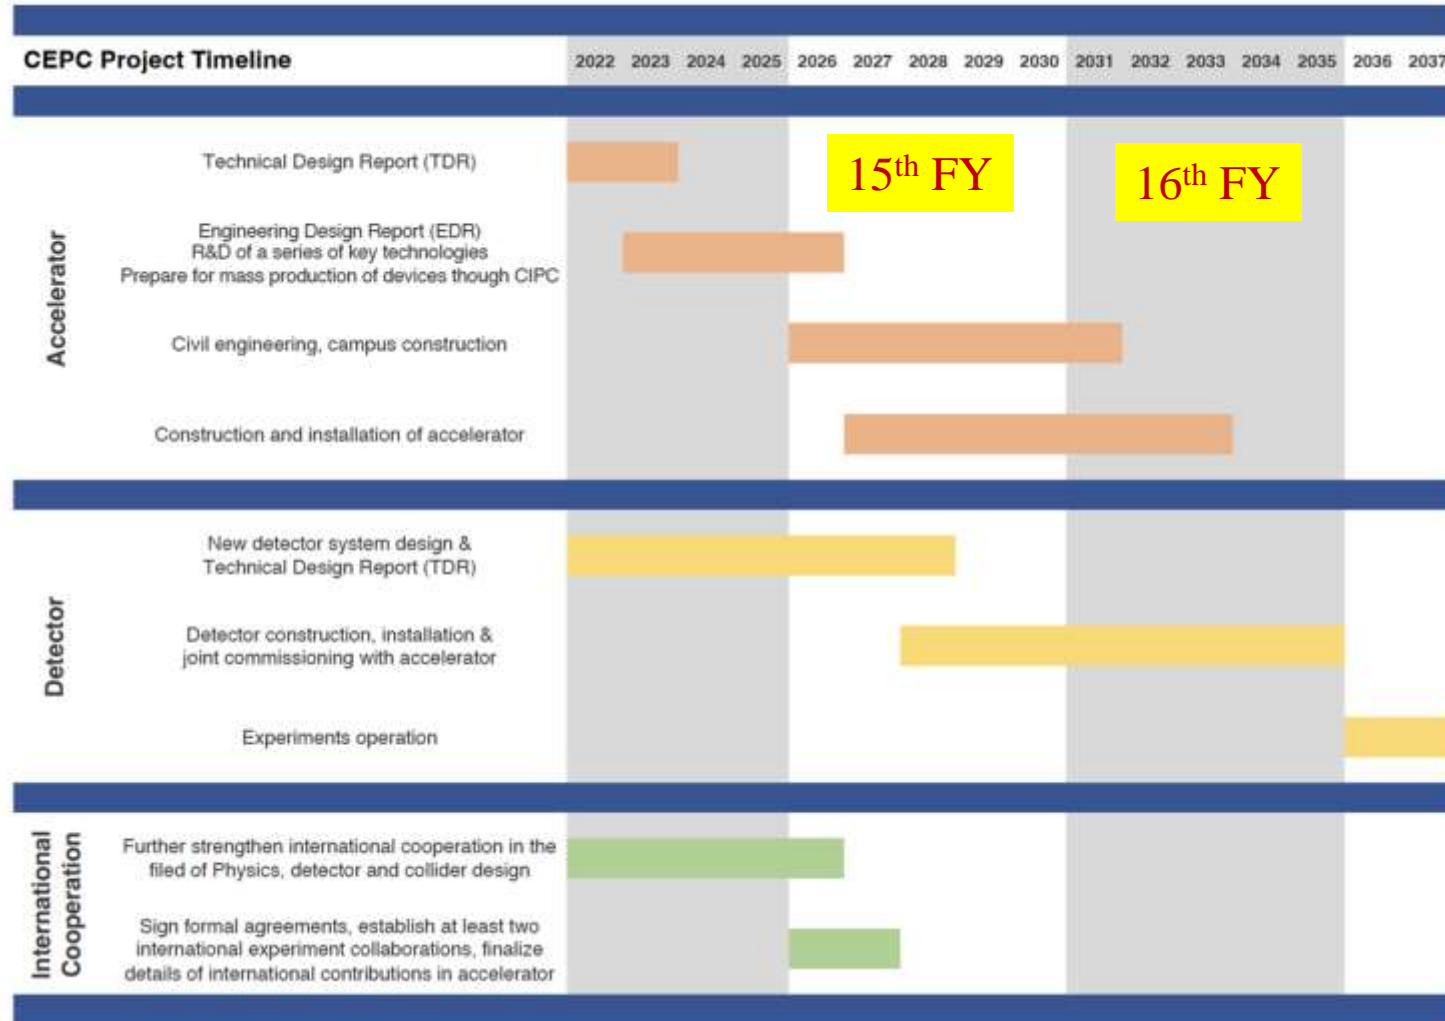 CEPC Project Timeline 2022 2023 2024 2025 2026 2027 2028 2029 2030 2031 2032 2033 2034 2035 2036 2037
15th FY
16th FY
Accelerator
Technical Design Report (TDR)
Engineering Design Report (EDR)
R&D of a series of key technologies
Prepare for mass production of devices though CIPC
Civil engineering, campus construction
Construction and installation of accelerator
Detector
New detector system design &
Technical Design Report (TDR)
Detector construction, installation &
joint commissioning with accelerator
Experiments operation
International
Cooperation
Further strengthen international cooperation in the
filed of Physics, detector and collider design
Sign formal agreements, establish at least two
international experiment collaborations, finalize
details of international contributions in accelerator